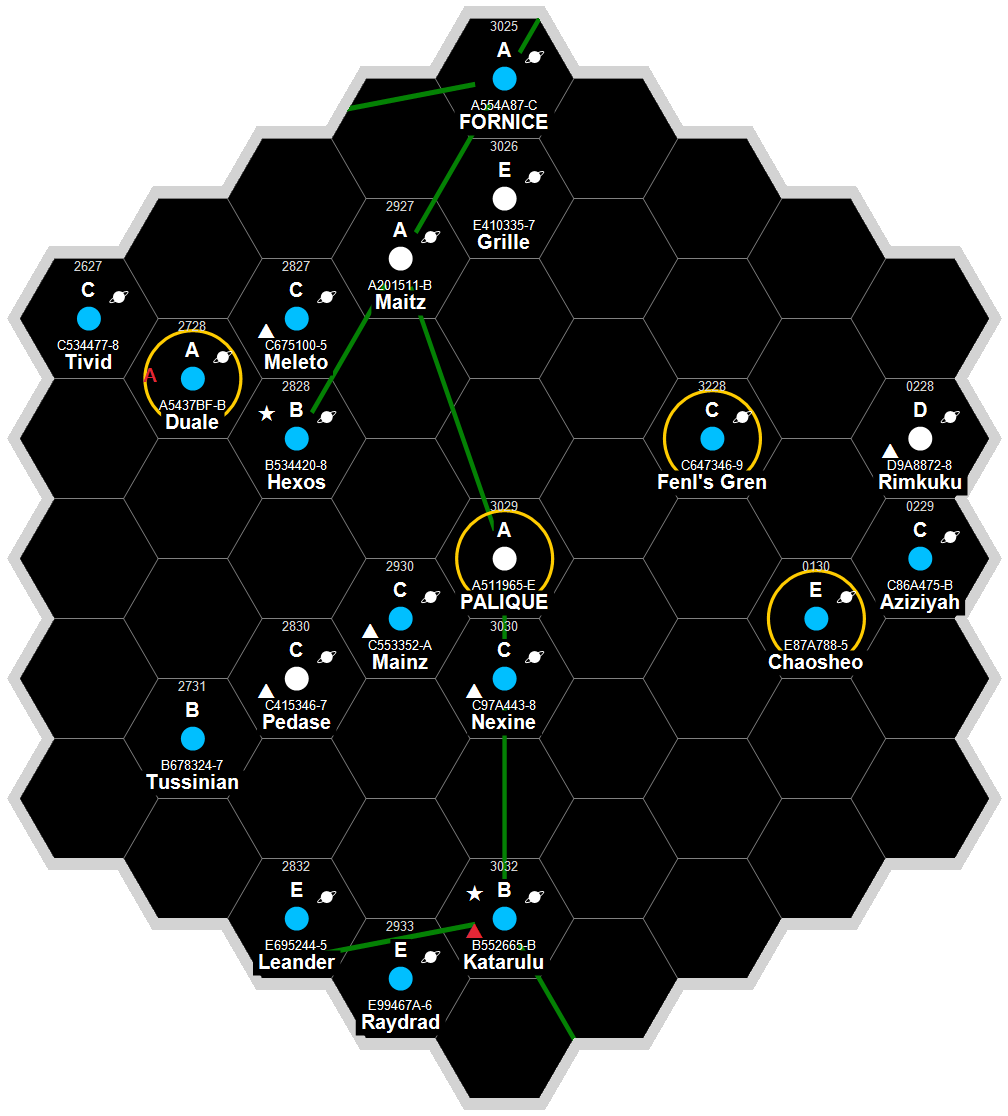 3025
A
A554A87-C
FORNICE
3026
E
E410335-7
Grille
2927
A
A201511-B
Maitz
2627
C
C534477-8
Tivid
2827
C
C675100-5
Meleto
2728
A
A
A5437BF-B
Duale
2828
B
B534420-8
Hexos
3228
C
C647346-9
Fenl's Gren
0228
D
D9A8872-8
Rimkuku
3029
A
A511965-E
PALIQUE
0229
C
C86A475-B
Aziziyah
2930
C
C553352-A
Mainz
0130
E
E87A788-5
Chaosheo
2830
C
C415346-7
Pedase
3030
C
C97A443-8
Nexine
2731
B
B678324-7
Tussinian
2832
E
E695244-5
Leander
3032
B
B552665-B
Katarulu
2933
E
E99467A-6
Raydrad